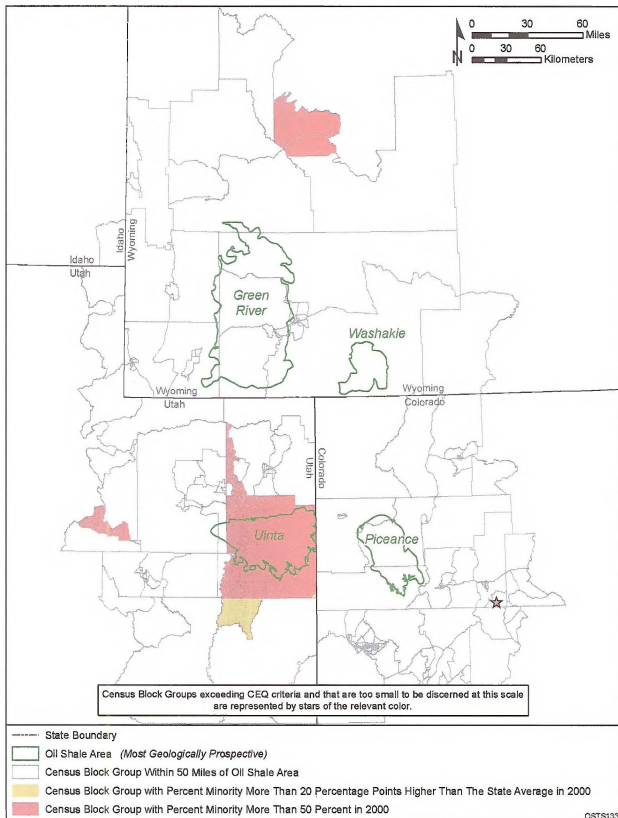 0 30 60
Miles
0 30 60
Kilometers
N
Idaho
Wyoming
Idaho
Utah
Green
River
Washakie
Wyoming
Utah
Wyoming
Colorado
Colorado
Utah
Uinta
Piceance
Census Block Groups exceeding CEQ criteria and that are too small to be discerned at this scale
are represented by stars of the relevant color.
State Boundary
Oil Shale Area (Most Geologically Prospective)
Census Block Group Within 50 Miles of Oil Shale Area
Census Block Group with Percent Minority More Than 20 Percentage Points Higher Than The State Average in 2000
Census Block Group with Percent Minority More Than 50 Percent in 2000
OSTS133